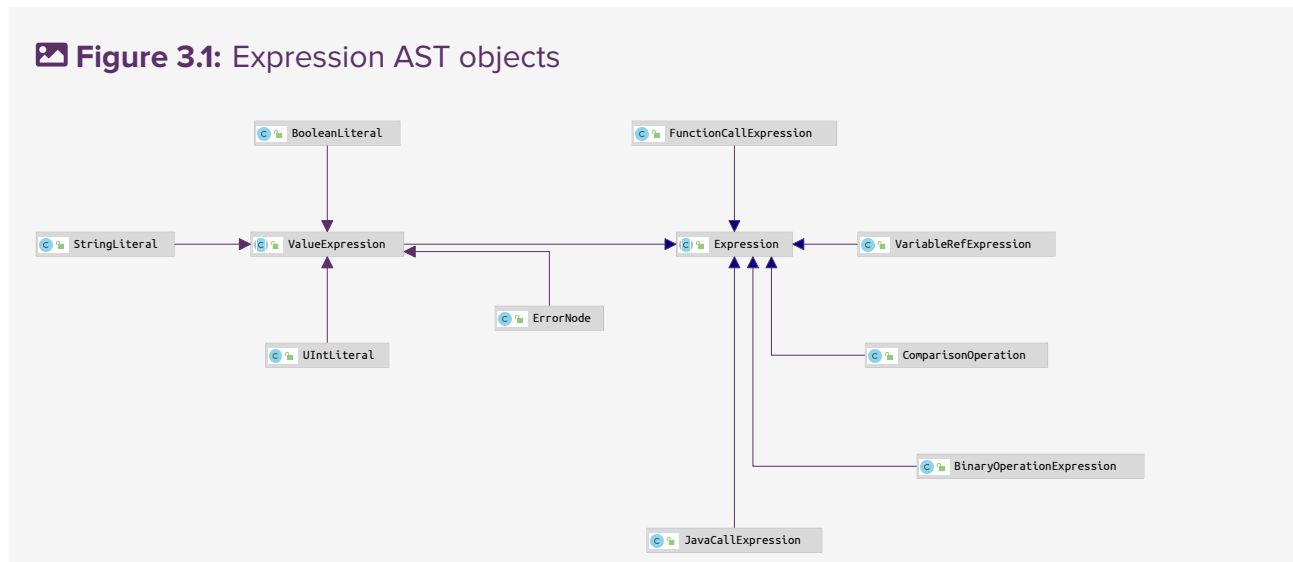 Figure 3.1: Expression AST objects
BooleanLiteral
FunctionCallExpression
StringLiteral
ValueExpression
Expression
VariableRefExpression
ErrorNode
UIntLiteral
ComparisonOperation
BinaryOperationExpression
JavaCallExpression